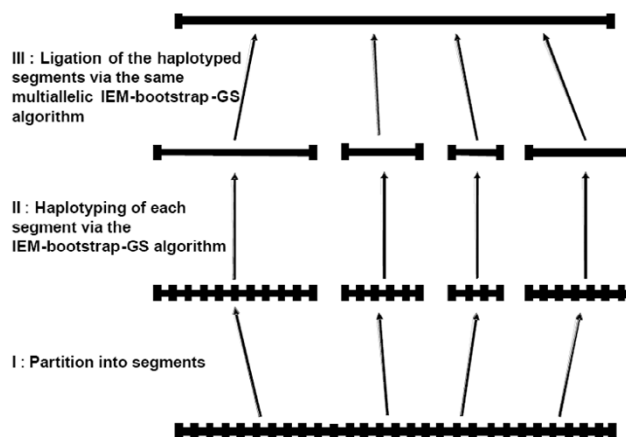 III : Ligation of the haplotyped
segments via the same
multiallelic IEM-bootstrap-GS
algorithm
II : Haplotyping of each
segment via the
IEM-bootstrap-GS algorithm
I : Partition into segments